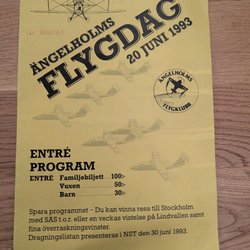 Nr 050161
ÄNGELHOLMS
FLYGDAG
20 JUNI 1993
ÄNGELHOLMS
FLYGKLUBB
ENTRÉ
PROGRAM
ENTRÉ Familjebiljett 100:-
Vuxen 50:-
Barn 30:-
Spara programmet - Du kan vinna resa till Stockholm
med SAS t.o.r. eller en veckas vistelse på Lindvallen samt
fina överraskningsvinster.
Dragningslistan presenteras i NST den 30 juni 1993.